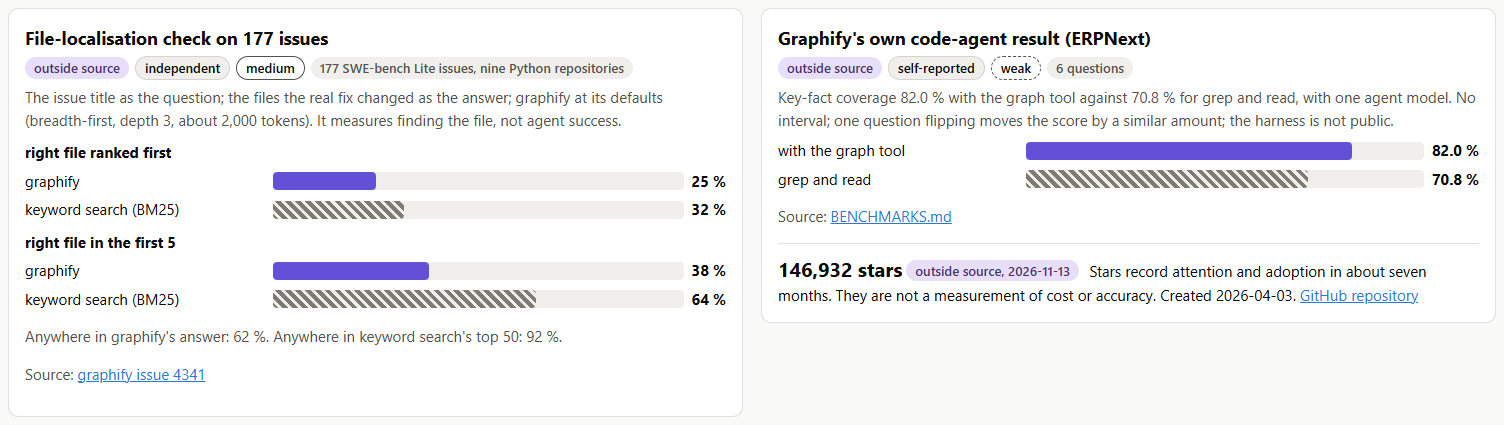 File-localisation check on 177 issues
outside source independent medium 177 SWE-bench Lite issues, nine Python repositories
The issue title as the question; the files the real fix changed as the answer; graphify at its defaults
(breadth-first, depth 3, about 2,000 tokens). It measures finding the file, not agent success.
right file ranked first
graphify 25 %
keyword search (BM25) 32 %
right file in the first 5
graphify 38 %
keyword search (BM25) 64 %
Anywhere in graphify's answer: 62 %. Anywhere in keyword search's top 50: 92 %.
Source: graphify issue 4341
Graphify's own code-agent result (ERPNext)
outside source self-reported weak 6 questions
Key-fact coverage 82.0 % with the graph tool against 70.8 % for grep and read, with one agent model. No
interval; one question flipping moves the score by a similar amount; the harness is not public.
with the graph tool 82.0 %
grep and read 70.8 %
Source: BENCHMARKS.md
146,932 stars outside source, 2026-11-13 Stars record attention and adoption in about seven
months. They are not a measurement of cost or accuracy. Created 2026-04-03. GitHub repository